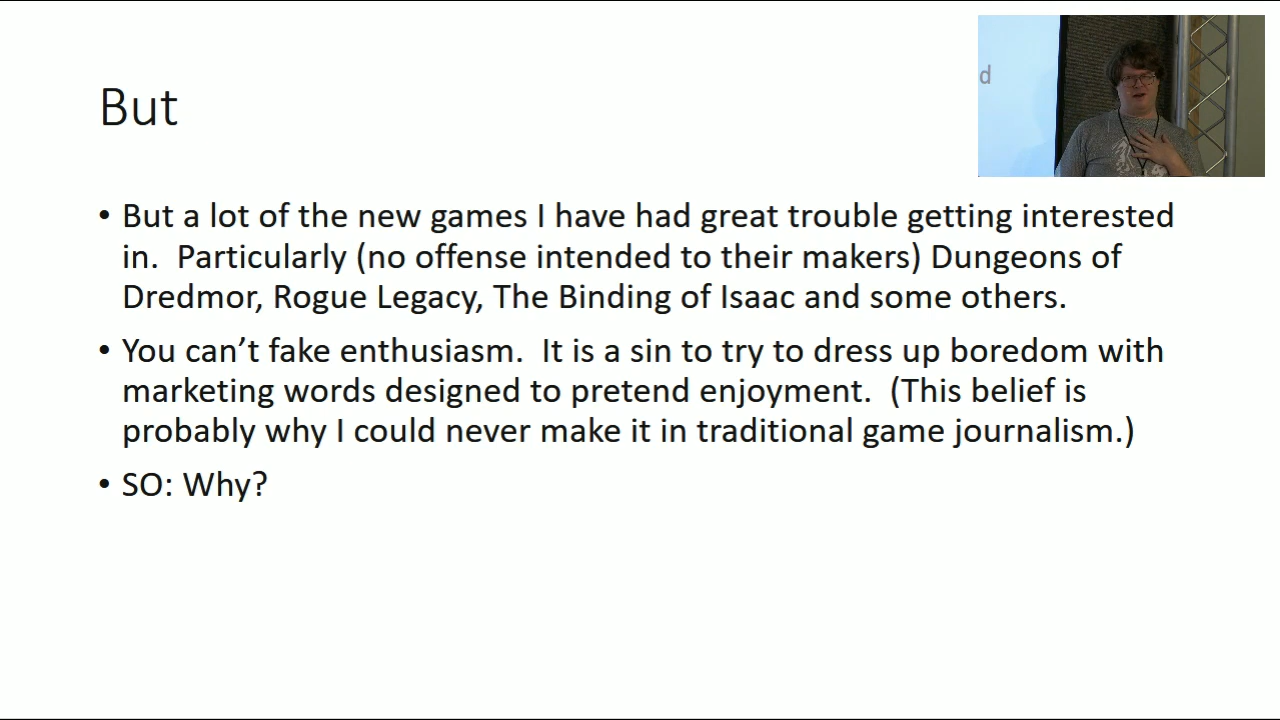 d
But
• But a lot of the new games I have had great trouble getting interested
in.  Particularly (no offense intended to their makers) Dungeons of
Dredmor, Rogue Legacy, The Binding of Isaac and some others.
• You can’t fake enthusiasm.  It is a sin to try to dress up boredom with
marketing words designed to pretend enjoyment.  (This belief is
probably why I could never make it in traditional game journalism.)
• SO: Why?